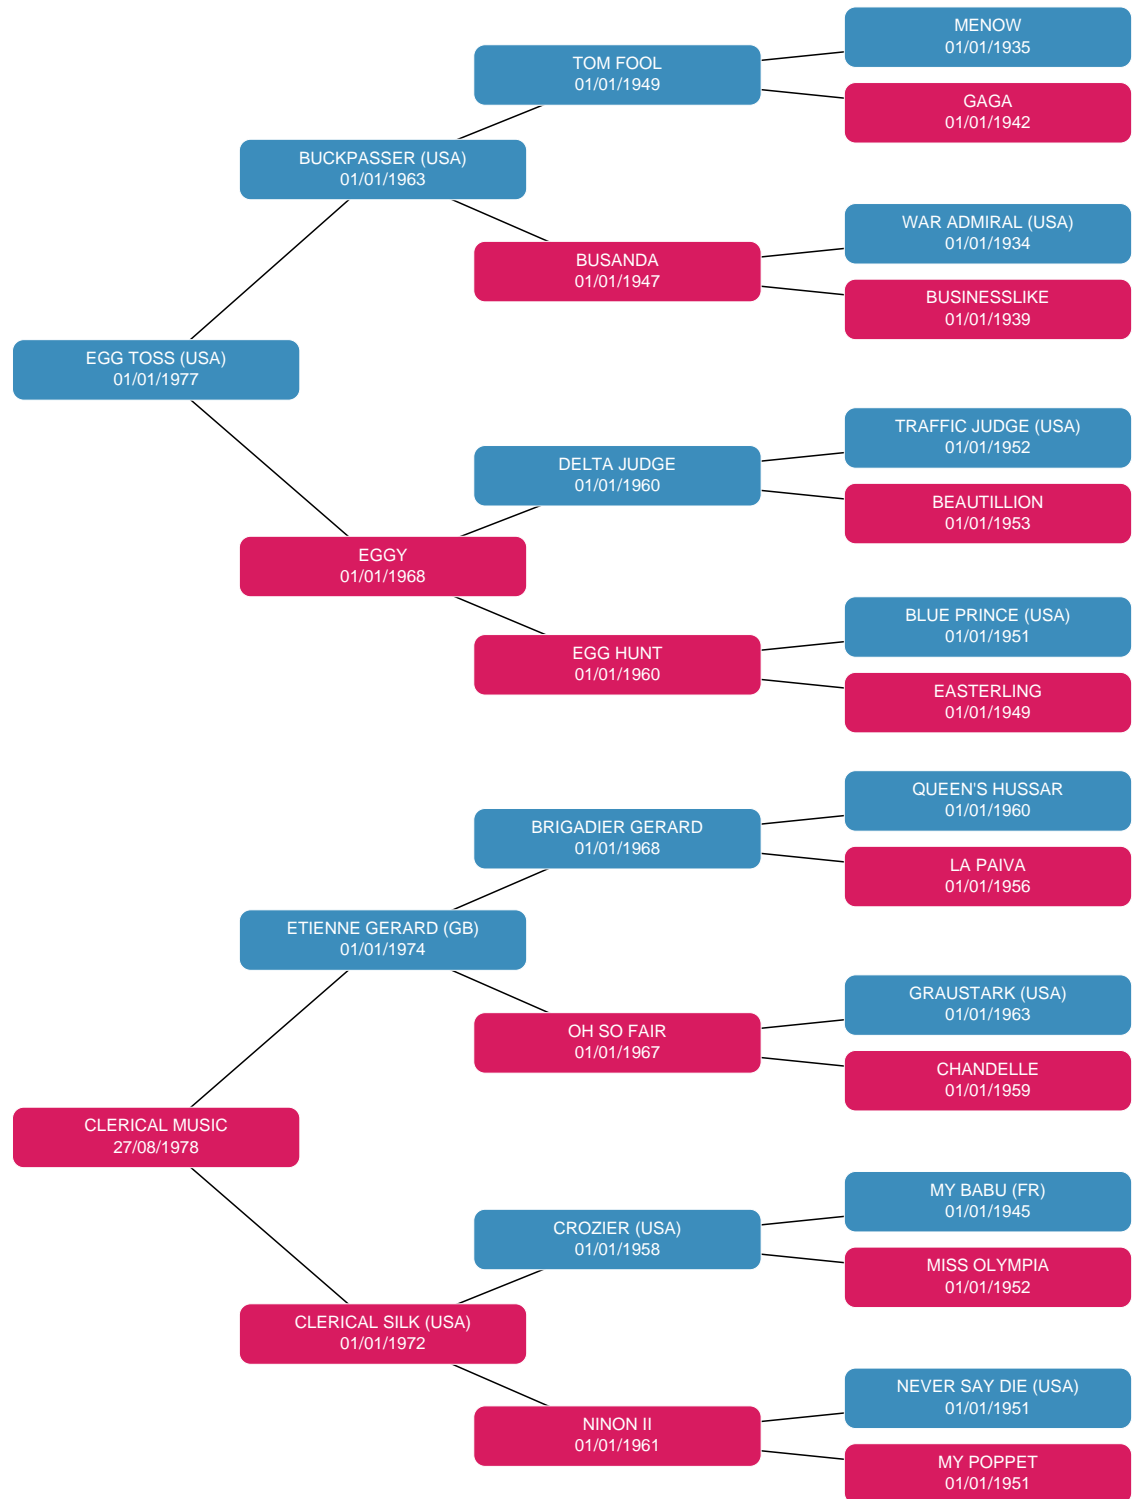 MENOW
01/01/1935
TOM FOOL
01/01/1949
GAGA
01/01/1942
BUCKPASSER (USA)
01/01/1963
WAR ADMIRAL (USA)
01/01/1934
BUSANDA
01/01/1947
BUSINESSLIKE
01/01/1939
EGG TOSS (USA)
01/01/1977
TRAFFIC JUDGE (USA)
01/01/1952
DELTA JUDGE
01/01/1960
BEAUTILLION
01/01/1953
EGGY
01/01/1968
BLUE PRINCE (USA)
01/01/1951
EGG HUNT
01/01/1960
EASTERLING
01/01/1949
QUEEN'S HUSSAR
01/01/1960
BRIGADIER GERARD
01/01/1968
LA PAIVA
01/01/1956
ETIENNE GERARD (GB)
01/01/1974
GRAUSTARK (USA)
01/01/1963
OH SO FAIR
01/01/1967
CHANDELLE
01/01/1959
CLERICAL MUSIC
27/08/1978
MY BABU (FR)
01/01/1945
CROZIER (USA)
01/01/1958
MISS OLYMPIA
01/01/1952
CLERICAL SILK (USA)
01/01/1972
NEVER SAY DIE (USA)
01/01/1951
NINON II
01/01/1961
MY POPPET
01/01/1951